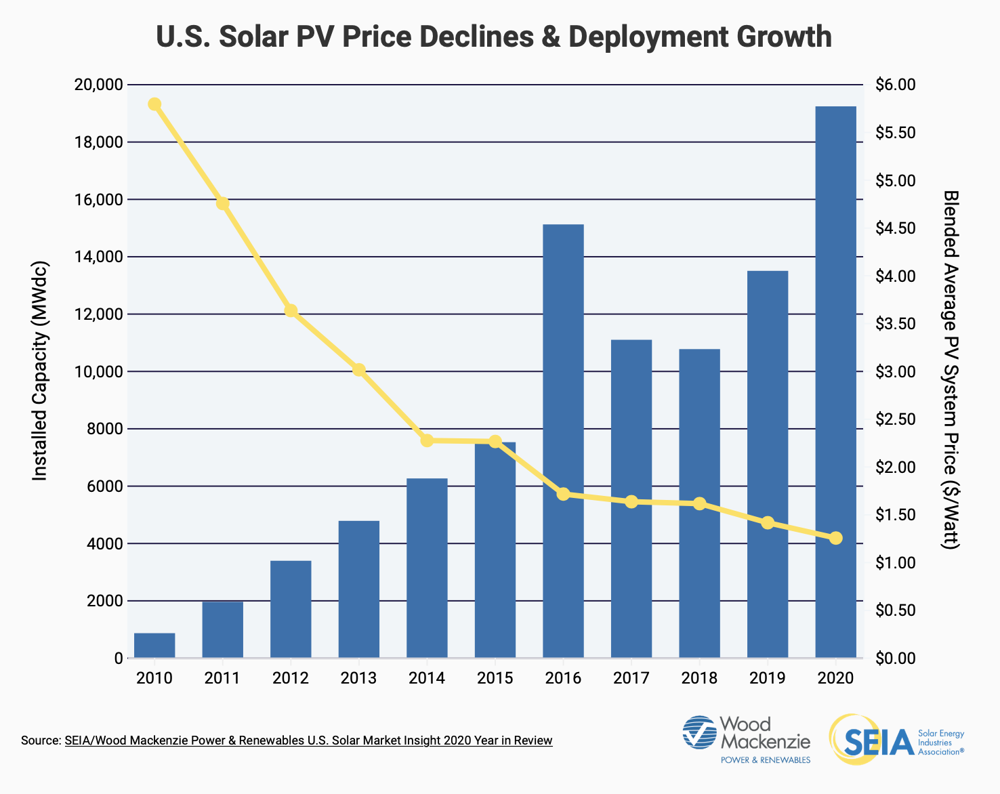 U.S. Solar PV Price Declines & Deployment Growth
20,000
18,000
16,000
14,000
12,000
10,000
8000
6000
4000
2000
0
Installed Capacity (MWdc)
$6.00
$5.50
$5.00
$4.50
$4.00
$3.50
$3.00
$2.50
$2.00
$1.50
$1.00
$0.50
$0.00
Blended Average PV System Price ($/Watt)
2010 2011 2012 2013 2014 2015 2016 2017 2018 2019 2020
Source: SEIA/Wood Mackenzie Power & Renewables U.S. Solar Market Insight 2020 Year in Review
Wood
Mackenzie
POWER & RENEWABLES
SEIA
Solar Energy
Industries
Association®